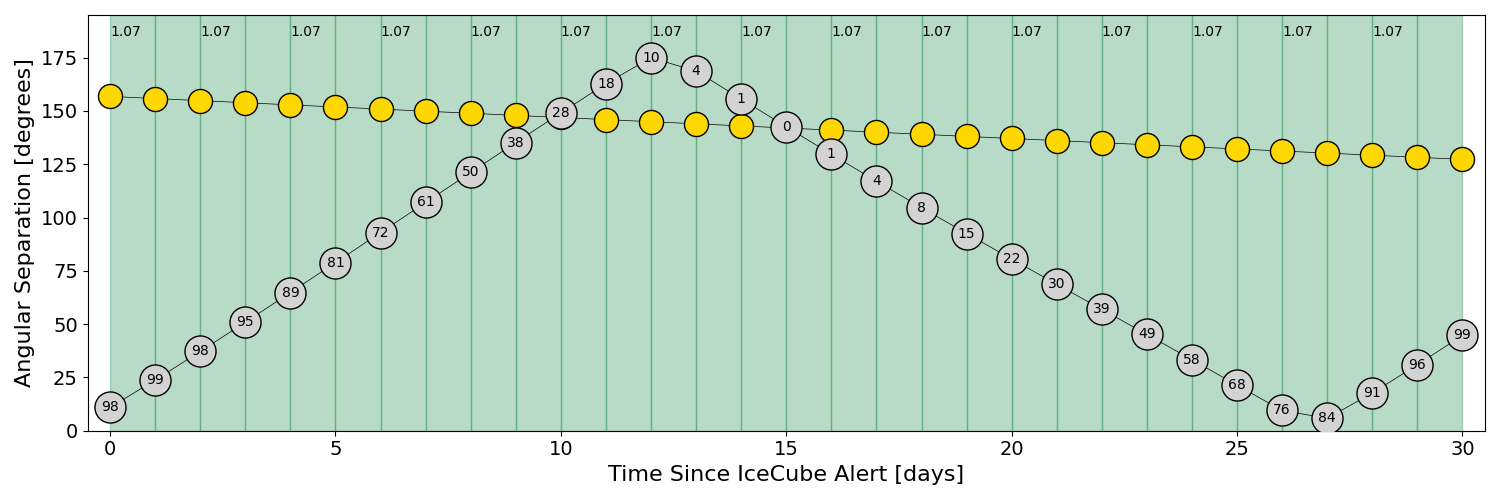 1.07 1.07 1.07 1.07 1.07 1.07 1.07 1.07 1.07 1.07 1.07 1.07 1.07 1.07 1.07
Angular Separation [degrees]
175
150
125
100
75
50
25
0
98 99 98 95 89 81 72 61 50 38 28 18 10 4 1 0 1 4 8 15 22 30 39 49 58 68 76 84 91 96 99
0 5 10 15 20 25 30
Time Since IceCube Alert [days]